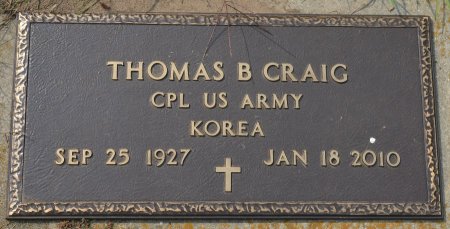 THOMAS B CRAIG
CPL US ARMY
KOREA
SEP 25 1927 JAN 18 2010